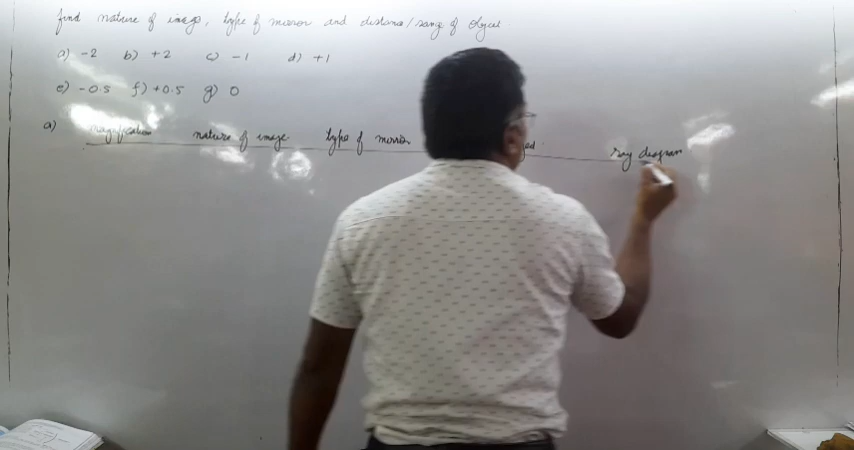 find nature of image, type of mirror and distance/range of object.
a) -2 b) +2 c) -1 d) +1
e) -0.5 f) +0.5 g) 0
a) magnification nature of image type of mirror ray diagram